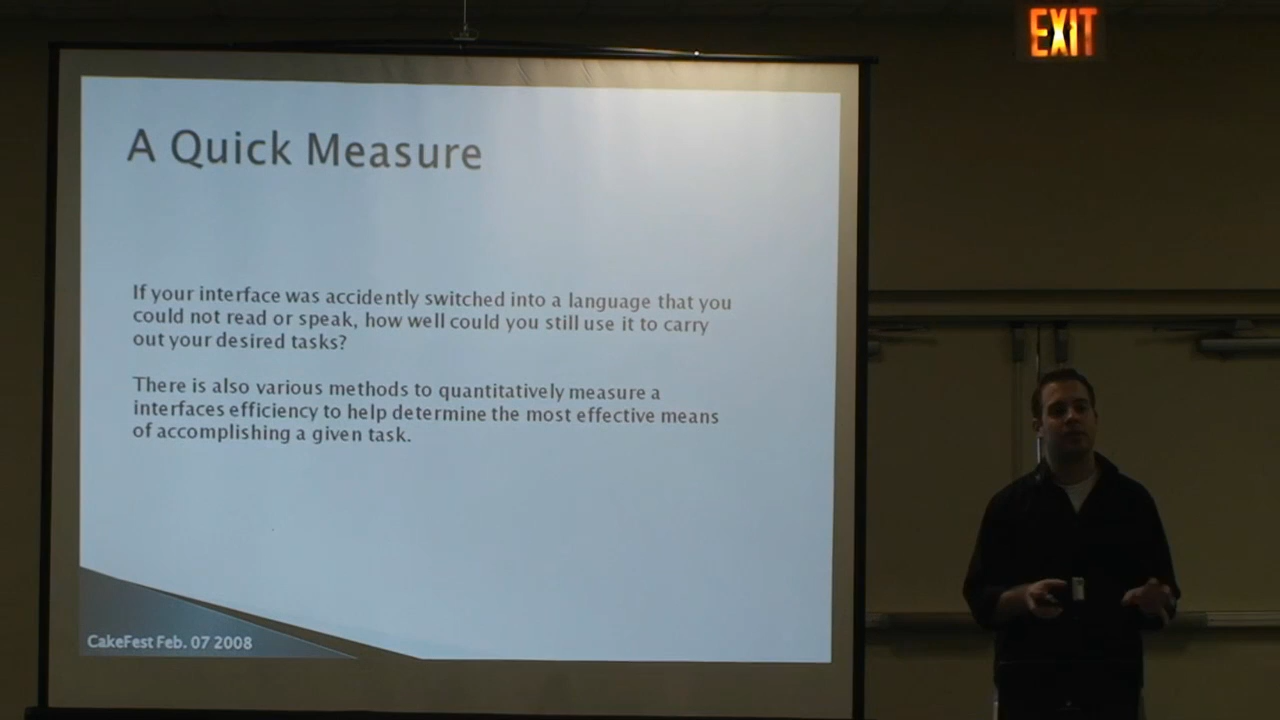 EXIT
A Quick Measure
If your interface was accidently switched into a language that you
could not read or speak, how well could you still use it to carry
out your desired tasks?
There is also various methods to quantitatively measure a
interfaces efficiency to help determine the most effective means
of accomplishing a given task.
CakeFest Feb. 07 2008